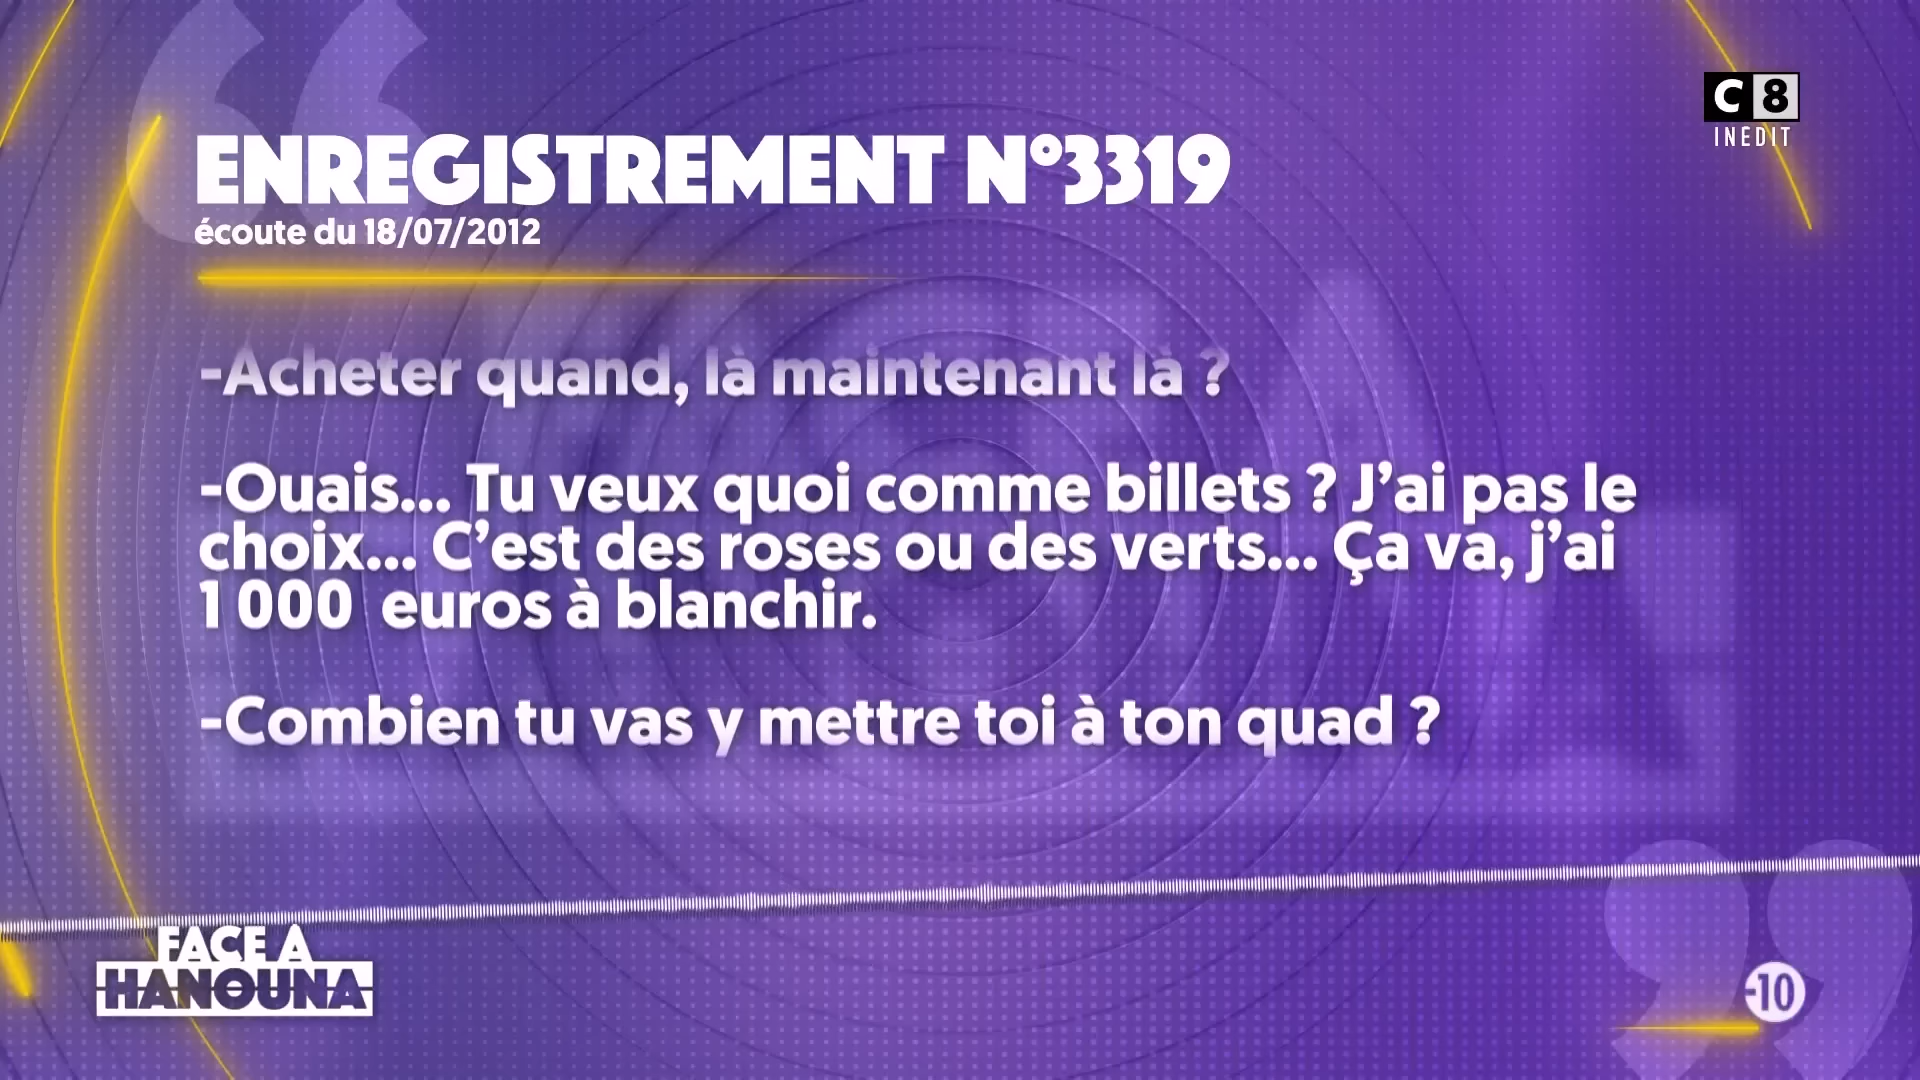 C8
INEDIT
ENREGISTREMENT N°3319
écoute du 18/07/2012
-Acheter quand, là maintenant là ?
-Ouais... Tu veux quoi comme billets ? J'ai pas le
choix... C'est des roses ou des verts... Ça va, j'ai
1 000 euros à blanchir.
-Combien tu vas y mettre toi à ton quad ?
FACE A
HANOUNA
-10